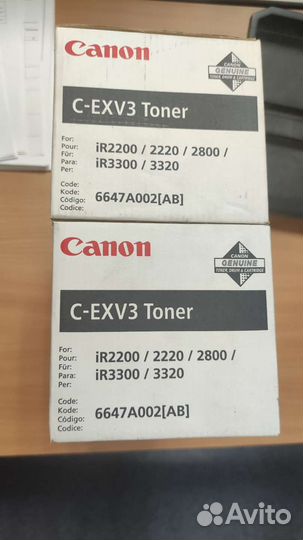 Canon
CANON
GENUINE
TONER, DRUM & CARTRIDGE
C-EXV3 Toner
For:
Pour:
Für:
Para:
Per:
iR2200 / 2220 / 2800 /
iR3300 / 3320
Code:
Kode:
Código:
Codice:
6647A002[AB]
Canon
CANON
GENUINE
TONER, DRUM & CARTRIDGE
C-EXV3 Toner
For:
Pour:
Für:
Para:
Per:
iR2200 / 2220 / 2800 /
iR3300 / 3320
Code:
Kode:
Código:
Codice:
6647A002[AB]
Avito